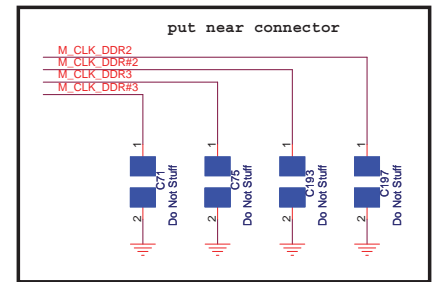 put near connector
M_CLK_DDR2
M_CLK_DDR#2
M_CLK_DDR3
M_CLK_DDR#3
1
1
1
1
C71
Do Not Stuff
C75
Do Not Stuff
C193
Do Not Stuff
C197
Do Not Stuff
2
2
2
2